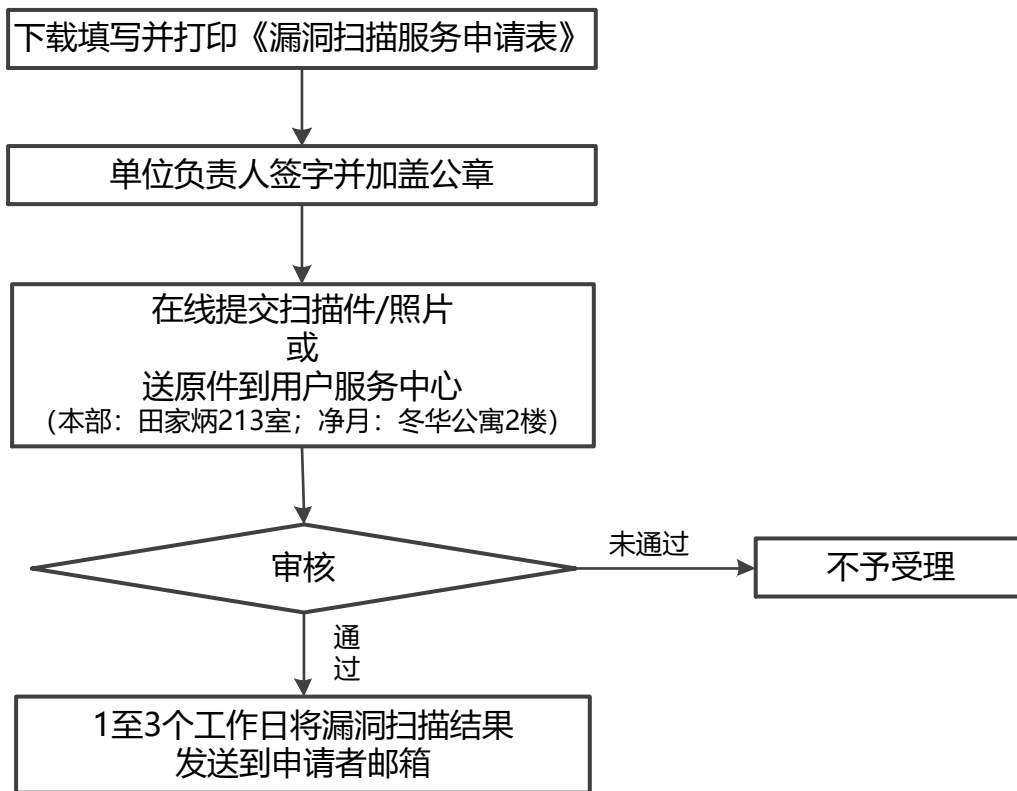 下载填写并打印《漏洞扫描服务申请表》
单位负责人签字并加盖公章
在线提交扫描件/照片
或
送原件到用户服务中心
（本部：田家炳213室；净月：冬华公寓2楼）
审核
未通过
不予受理
通
过
1至3个工作日将漏洞扫描结果
发送到申请者邮箱